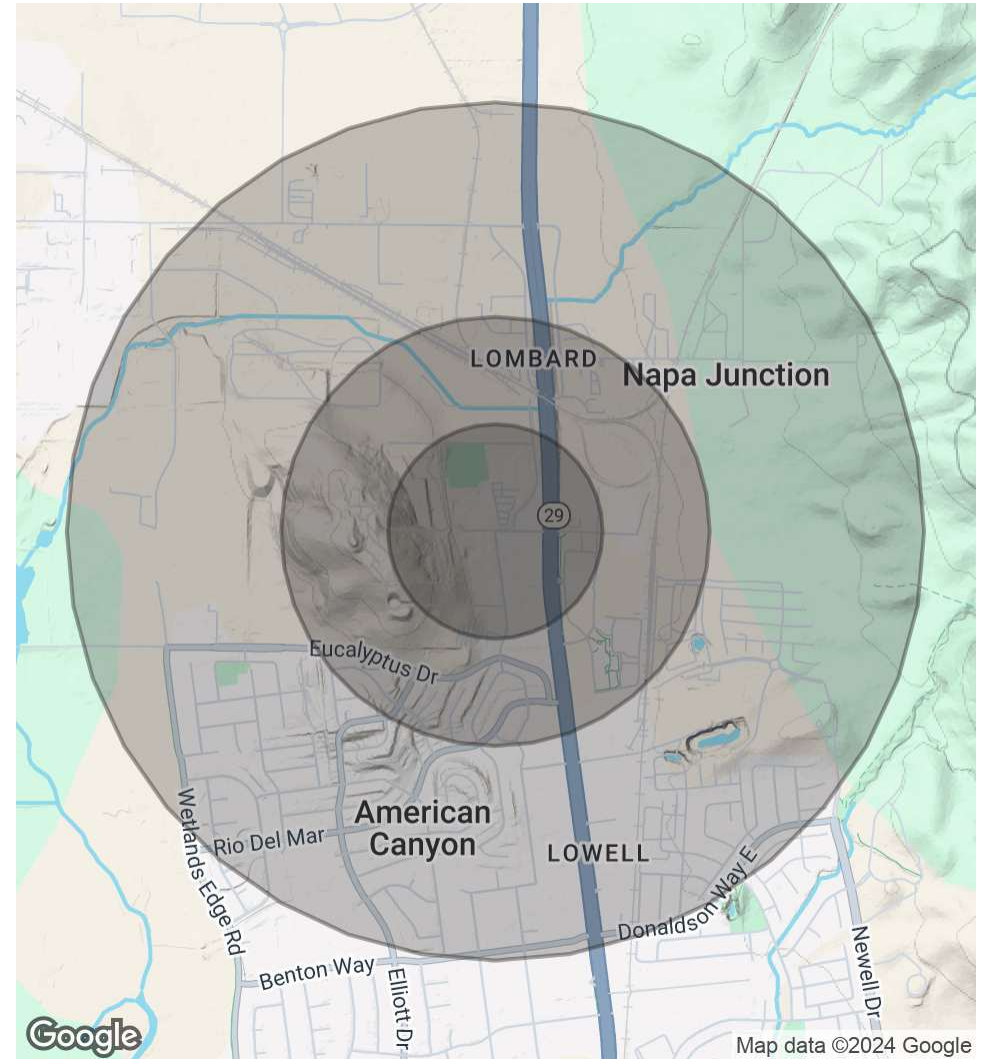 LOMBARD
Napa Junction
29
Eucalyptus Dr
American
Canyon
Wetlands Edge Rd
Rio Del Mar
LOWELL
Donaldson Way E
Benton Way
Elliott Dr
Newell Dr
Google
Map data ©2024 Google